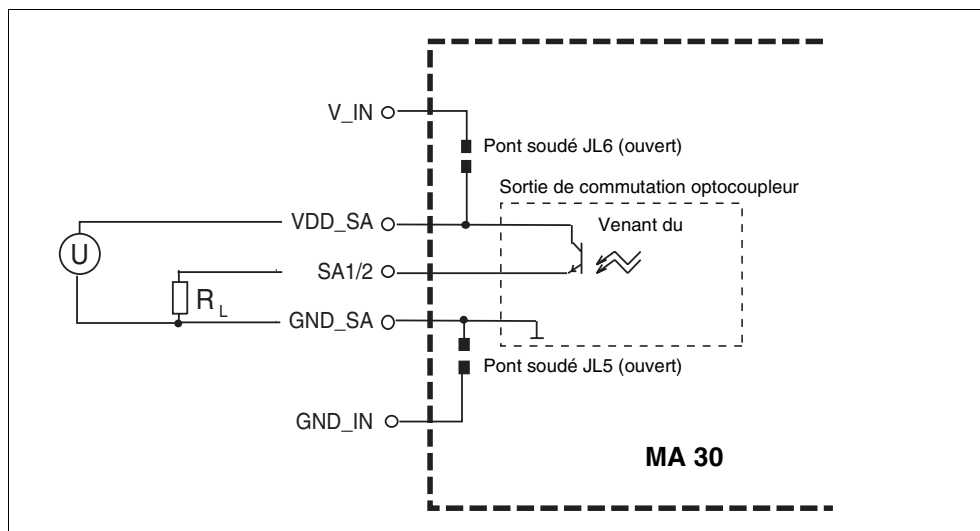 V_IN
Pont soudé JL6 (ouvert)
Sortie de commutation optocoupleur
VDD_SA
Venant du
U
SA1/2
R L
GND_SA
Pont soudé JL5 (ouvert)
GND_IN
MA 30